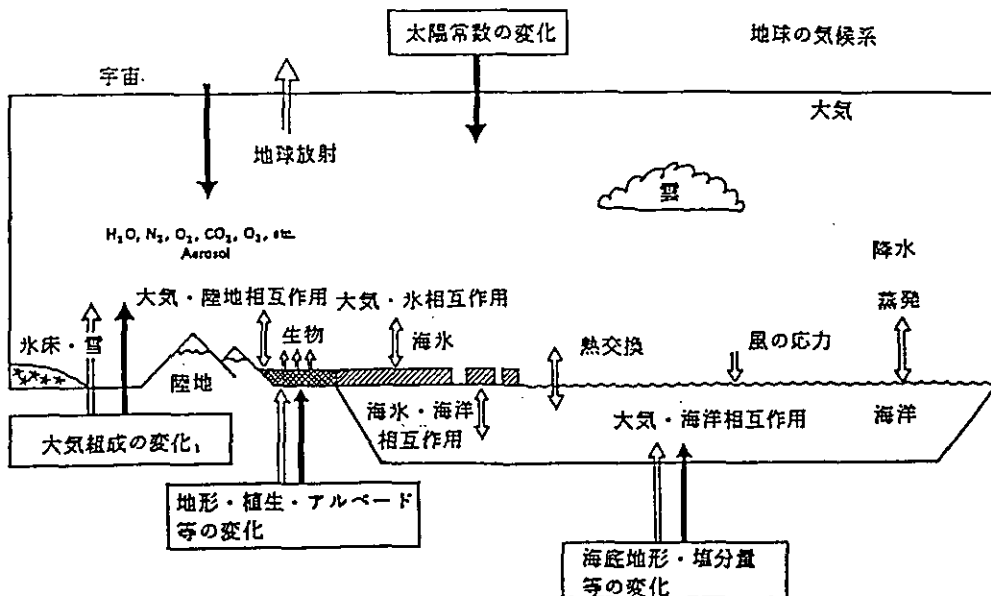 太陽常数の変化
地球の気候系
宇宙
大気
地球放射
雲
H₂O, N₂, O₂, CO₂, O₃, etc
Aerosol
降水
大気・陸地相互作用
大気・氷相互作用
蒸発
生物
海氷
氷床・雪
熱交換
風の応力
陸地
海氷・海洋
相互作用
大気・海洋相互作用
海洋
大気組成の変化
地形・植生・アルベード
等の変化
海底地形・塩分量
等の変化